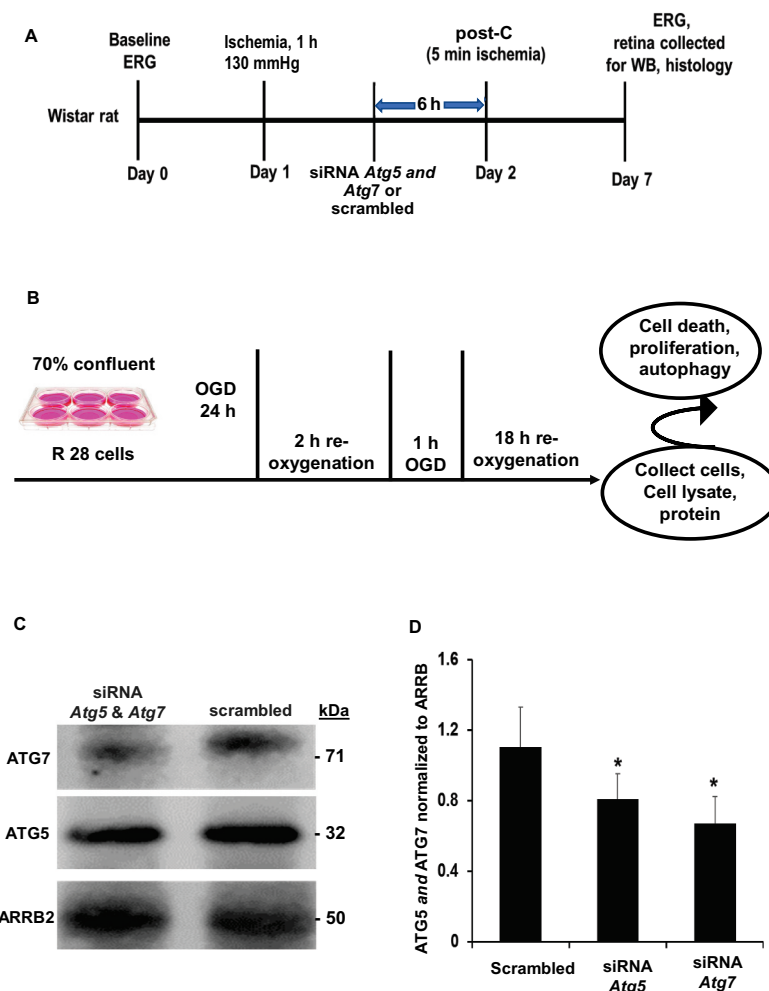 A
Baseline
ERG
Ischemia, 1 h
130 mmHg
post-C
(5 min ischemia)
ERG,
retina collected
for WB, histology
6 h
Wistar rat
Day 0
Day 1
siRNA Atg5 and
Atg7 or
scrambled
Day 2
Day 7
B
70% confluent
R 28 cells
OGD
24 h
2 h re-
oxygenation
1 h
OGD
18 h re-
oxygenation
Cell death,
proliferation,
autophagy
Collect cells,
Cell lysate,
protein
C
siRNA
Atg5 & Atg7
scrambled
kDa
ATG7
- 71
ATG5
- 32
ARRB2
- 50
D
ATG5 and ATG7 normalized to ARRB
1.6
1.2
0.8
0.4
0
*
*
Scrambled
siRNA
Atg5
siRNA
Atg7